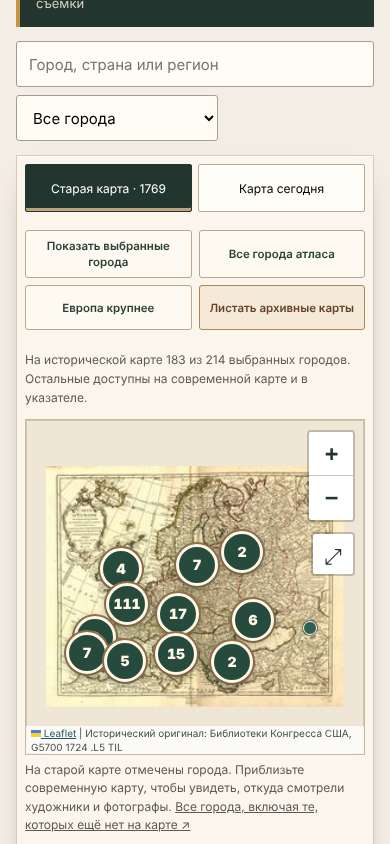 съёмки
Город, страна или регион
Все города
Старая карта · 1769
Карта сегодня
Показать выбранные
города
Все города атласа
Европа крупнее
Листать архивные карты
На исторической карте 183 из 214 выбранных городов.
Остальные доступны на современной карте и в
указателе.
+
−
4
7
2
111
17
6
7
5
15
2
Leaflet | Исторический оригинал: Библиотеки Конгресса США,
G5700 1724 .L5 TIL
На старой карте отмечены города. Приблизьте
современную карту, чтобы увидеть, откуда смотрели
художники и фотографы. Все города, включая те,
которых ещё нет на карте ↗